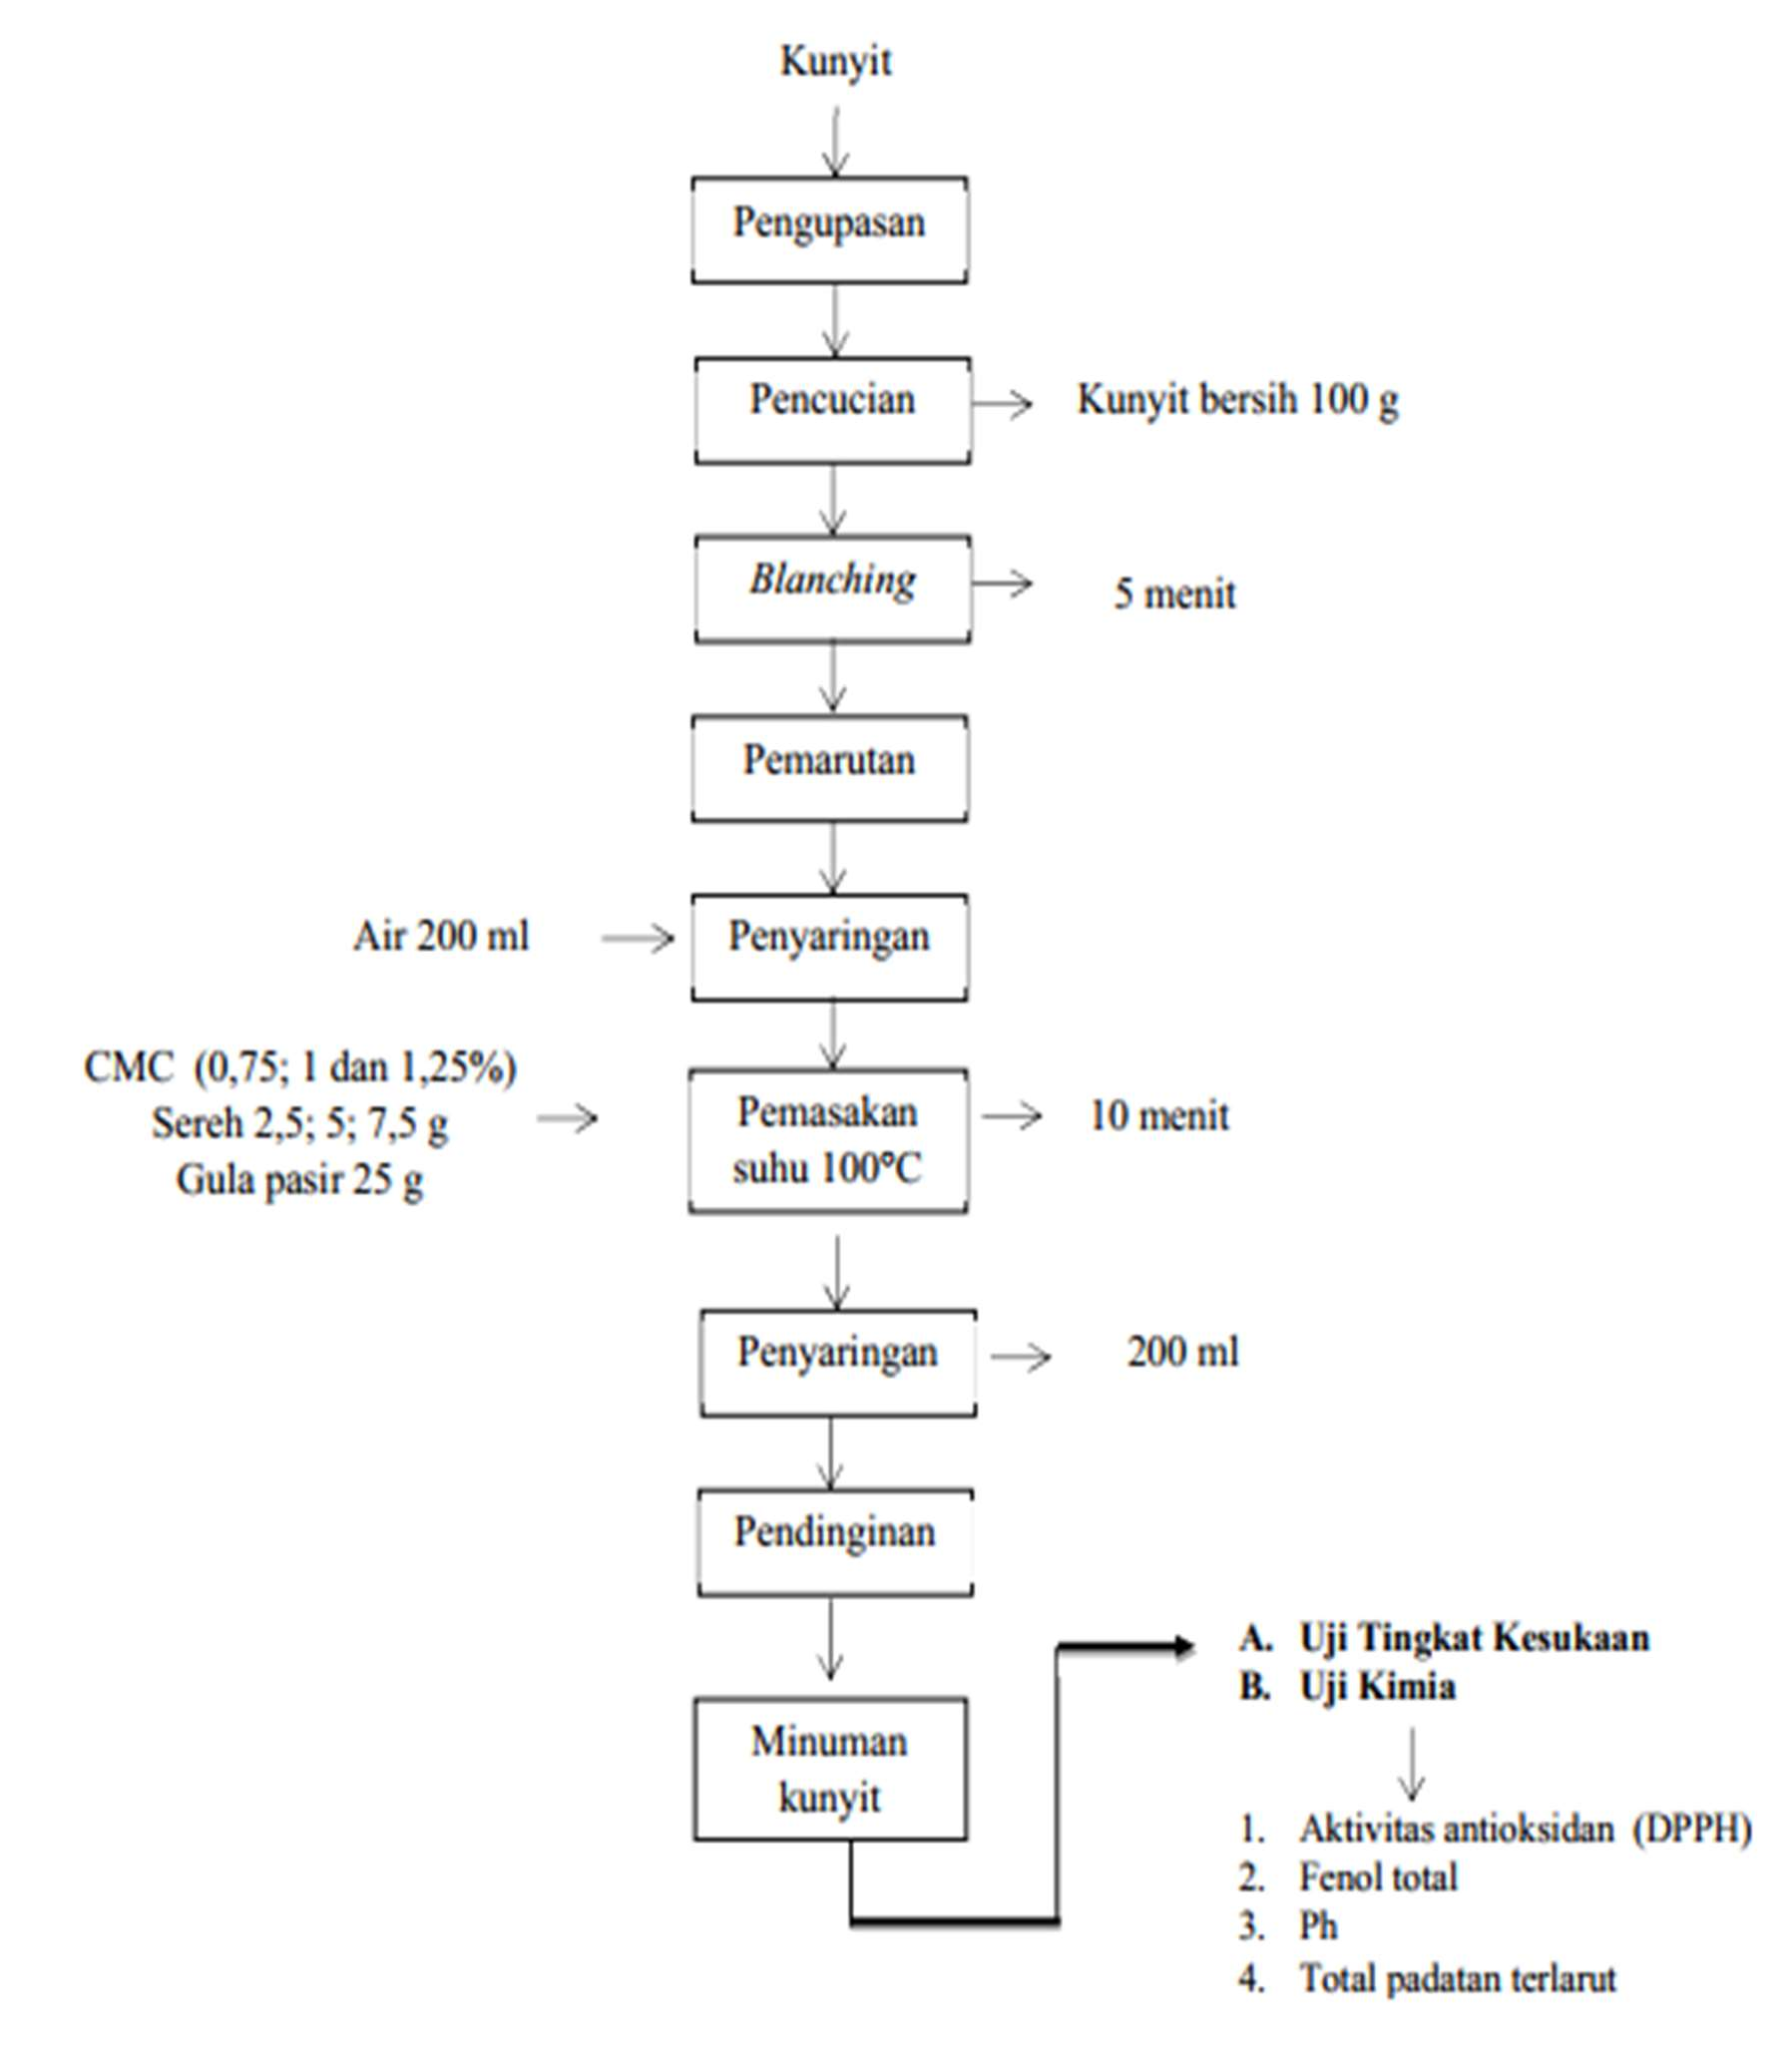 Kunyit
Pengupasan
Pencucian
Kunyit bersih 100 g
Blanching
5 menit
Pemarutan
Air 200 ml
Penyaringan
CMC (0,75; 1 dan 1,25%)
Sereh 2,5; 5; 7,5 g
Gula pasir 25 g
Pemasakan
suhu 100°C
10 menit
Penyaringan
200 ml
Pendinginan
Minuman
kunyit
A. Uji Tingkat Kesukaan
B. Uji Kimia
1. Aktivitas antioksidan (DPPH)
2. Fenol total
3. Ph
4. Total padatan terlarut